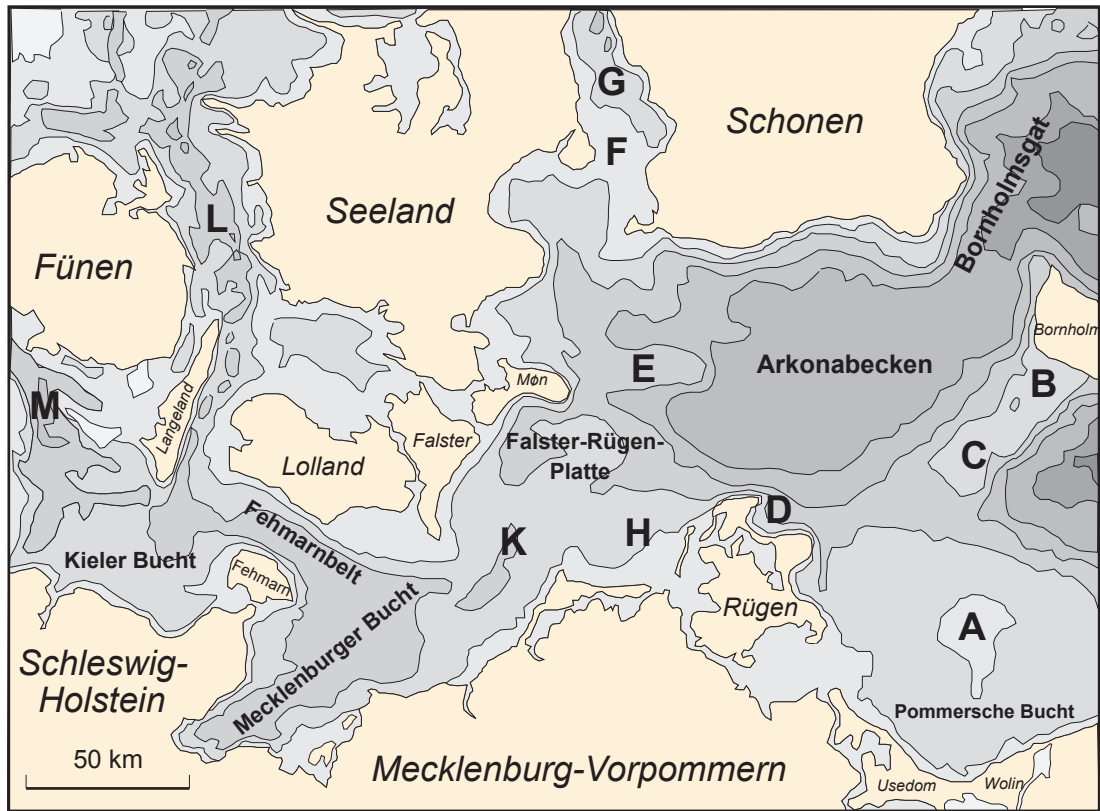 G
Schonen
F
Bornholmsgat
Seeland
L
Fünen
Bornholm
Arkonabecken
E
B
Møn
M
Langeland
Falster
Falster-Rügen-
Platte
Lolland
C
D
Fehmarnbelt
K
H
Kieler Bucht
Fehmarn
Rügen
A
Mecklenburger Bucht
Schleswig-
Holstein
Pommersche Bucht
50 km
Mecklenburg-Vorpommern
Usedom
Wolin